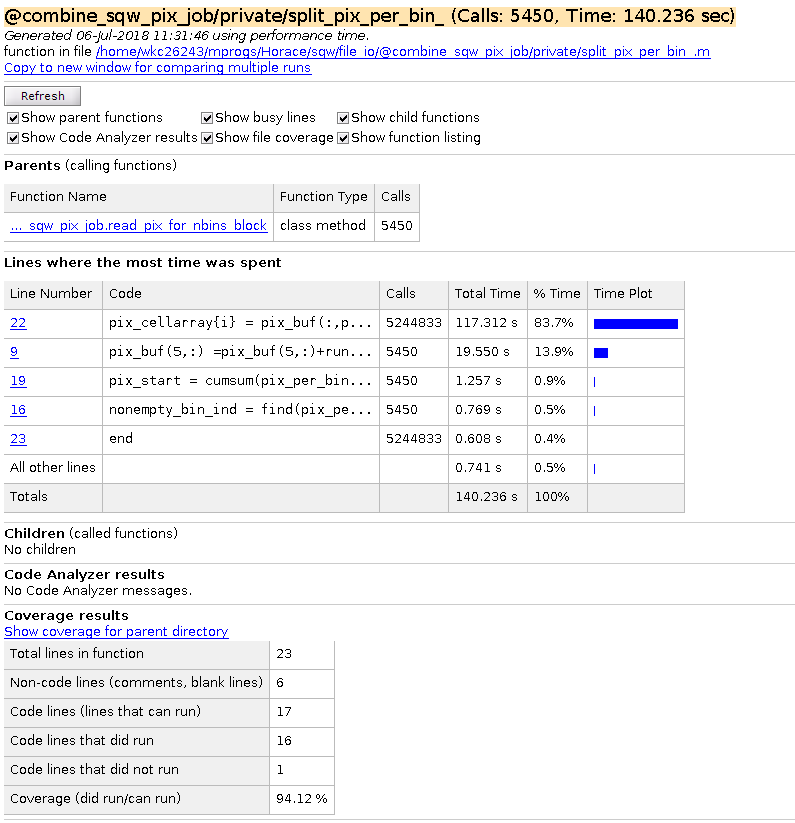 @combine_sqw_pix_job/private/split_pix_per_bin_ (Calls: 5450, Time: 140.236 sec)
Generated 06-Jul-2018 11:31:46 using performance time.
function in file /home/wkc26243/mprogs/Horace/sqw/file_io/@combine_sqw_pix_job/private/split_pix_per_bin_.m
Copy to new window for comparing multiple runs
Refresh
Show parent functions Show busy lines Show child functions
Show Code Analyzer results Show file coverage Show function listing
Parents (calling functions)
Function Name Function Type Calls
..._sqw_pix_job.read_pix_for_nbins_block class method 5450
Lines where the most time was spent
Line Number Code Calls Total Time % Time Time Plot
22 pix_cellarray{i} = pix_buf(:,p... 5244833 117.312 s 83.7%
9 pix_buf(5,:) =pix_buf(5,:)+run... 5450 19.550 s 13.9%
19 pix_start = cumsum(pix_per_bin... 5450 1.257 s 0.9%
16 nonempty_bin_ind = find(pix_pe... 5450 0.769 s 0.5%
23 end 5244833 0.608 s 0.4%
All other lines 0.741 s 0.5%
Totals 140.236 s 100%
Children (called functions)
No children
Code Analyzer results
No Code Analyzer messages.
Coverage results
Show coverage for parent directory
Total lines in function 23
Non-code lines (comments, blank lines) 6
Code lines (lines that can run) 17
Code lines that did run 16
Code lines that did not run 1
Coverage (did run/can run) 94.12 %